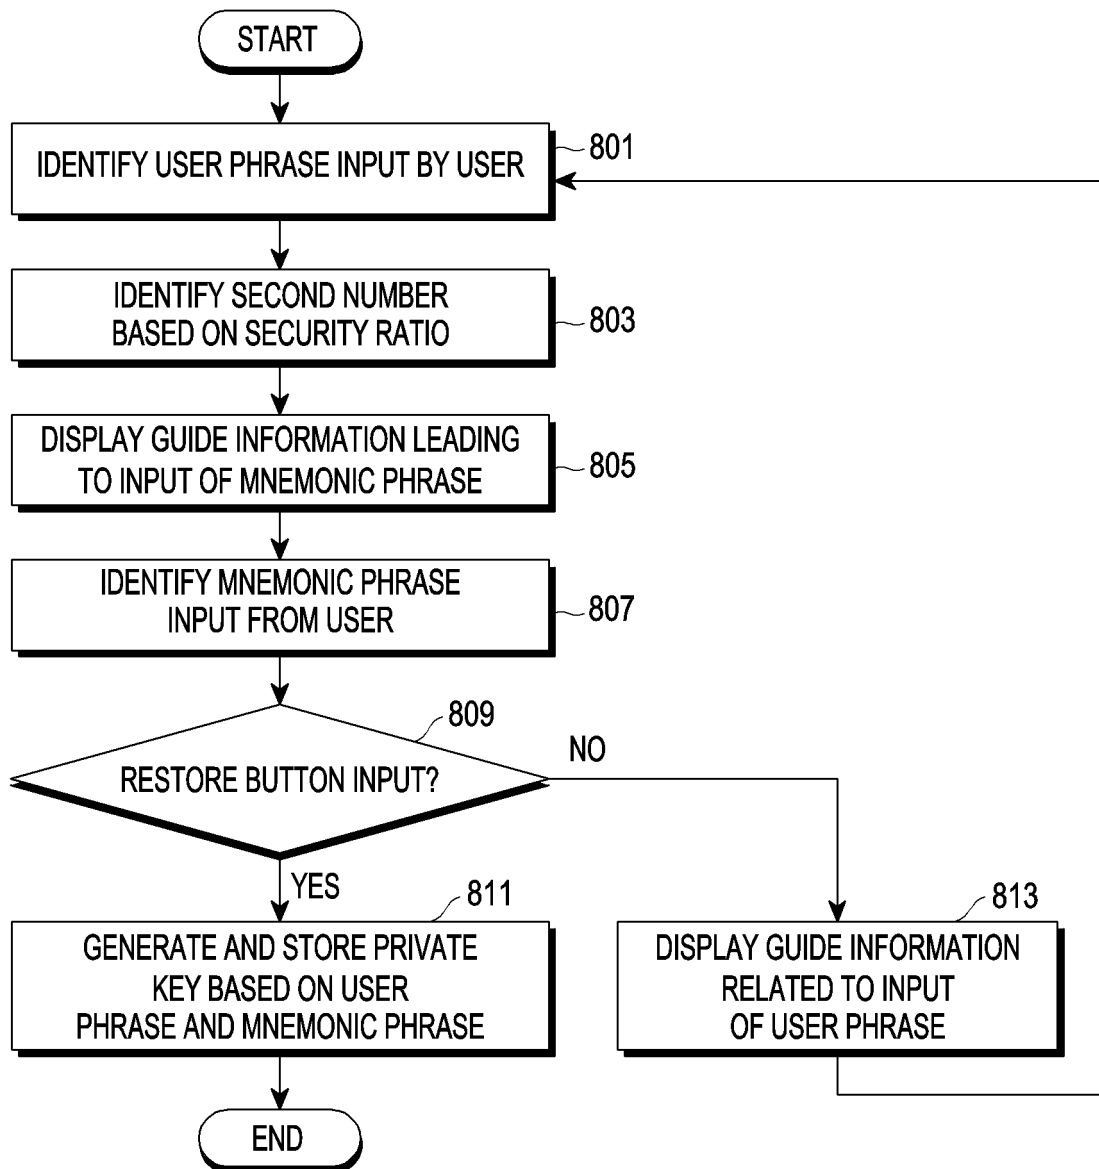 START
IDENTIFY USER PHRASE INPUT BY USER
801
IDENTIFY SECOND NUMBER
BASED ON SECURITY RATIO
803
DISPLAY GUIDE INFORMATION LEADING
TO INPUT OF MNEMONIC PHRASE
805
IDENTIFY MNEMONIC PHRASE
INPUT FROM USER
807
809
RESTORE BUTTON INPUT?
NO
YES
811
GENERATE AND STORE PRIVATE
KEY BASED ON USER
PHRASE AND MNEMONIC PHRASE
813
DISPLAY GUIDE INFORMATION
RELATED TO INPUT
OF USER PHRASE
END